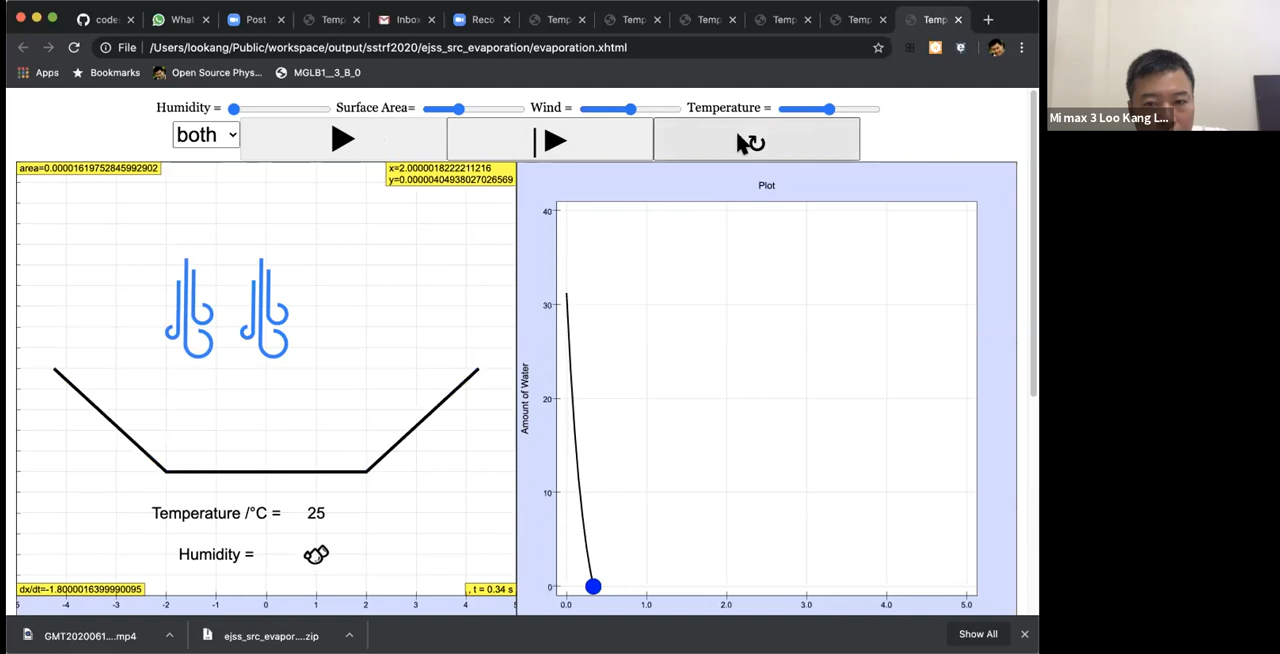 code: What Post Temp Inbox Reco Temp Temp Temp Temp Temp Temp
File /Users/lookang/Public/workspace/output/sstrf2020/ejss_src_evaporation/evaporation.xhtml
Apps Bookmarks Open Source Phys... MGLB1__3_B_0
Mi max 3 Loo Kang L...
Humidity = Surface Area= Wind = Temperature =
both
area=0.00001619752845992902
x=2.0000018222211216
y=0.00000404938027026569
Plot
40
30
20
10
0
Amount of Water
Temperature /°C = 25
Humidity =
dx/dt=-1.8000016399990095
, t = 0.34 s
-4 -3 -2 -1 0 1 2 3 4
0.0 1.0 2.0 3.0 4.0 5.0
GMT2020061....mp4 ejss_src_evapor....zip Show All